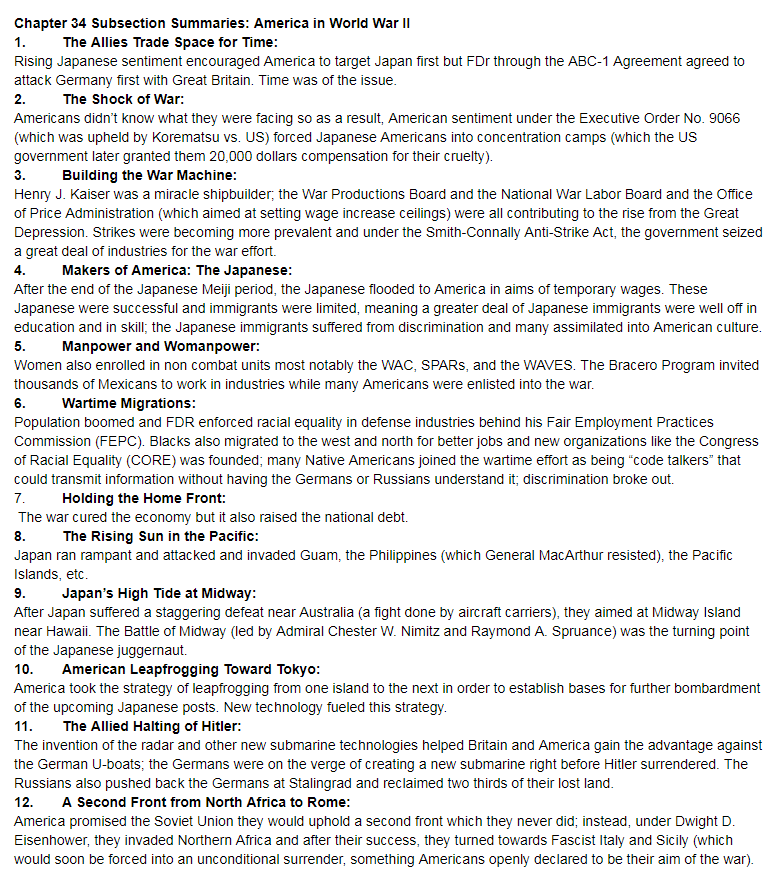 Chapter 34 Subsection Summaries: America in World War II
1. The Allies Trade Space for Time:
Rising Japanese sentiment encouraged America to target Japan first but FDr through the ABC-1 Agreement agreed to
attack Germany first with Great Britain. Time was of the issue.
2. The Shock of War:
Americans didn't know what they were facing so as a result, American sentiment under the Executive Order No. 9066
(which was upheld by Korematsu vs. US) forced Japanese Americans into concentration camps (which the US
government later granted them 20,000 dollars compensation for their cruelty).
3. Building the War Machine:
Henry J. Kaiser was a miracle shipbuilder; the War Productions Board and the National War Labor Board and the Office
of Price Administration (which aimed at setting wage increase ceilings) were all contributing to the rise from the Great
Depression. Strikes were becoming more prevalent and under the Smith-Connally Anti-Strike Act, the government seized
a great deal of industries for the war effort.
4. Makers of America: The Japanese:
After the end of the Japanese Meiji period, the Japanese flooded to America in aims of temporary wages. These
Japanese were successful and immigrants were limited, meaning a greater deal of Japanese immigrants were well off in
education and in skill; the Japanese immigrants suffered from discrimination and many assimilated into American culture.
5. Manpower and Womanpower:
Women also enrolled in non combat units most notably the WAC, SPARs, and the WAVES. The Bracero Program invited
thousands of Mexicans to work in industries while many Americans were enlisted into the war.
6. Wartime Migrations:
Population boomed and FDR enforced racial equality in defense industries behind his Fair Employment Practices
Commission (FEPC). Blacks also migrated to the west and north for better jobs and new organizations like the Congress
of Racial Equality (CORE) was founded; many Native Americans joined the wartime effort as being "code talkers" that
could transmit information without having the Germans or Russians understand it; discrimination broke out.
7. Holding the Home Front:
The war cured the economy but it also raised the national debt.
8. The Rising Sun in the Pacific:
Japan ran rampant and attacked and invaded Guam, the Philippines (which General MacArthur resisted), the Pacific
Islands, etc.
9. Japan's High Tide at Midway:
After Japan suffered a staggering defeat near Australia (a fight done by aircraft carriers), they aimed at Midway Island
near Hawaii. The Battle of Midway (led by Admiral Chester W. Nimitz and Raymond A. Spruance) was the turning point
of the Japanese juggernaut.
10. American Leapfrogging Toward Tokyo:
America took the strategy of leapfrogging from one island to the next in order to establish bases for further bombardment
of the upcoming Japanese posts. New technology fueled this strategy.
11. The Allied Halting of Hitler:
The invention of the radar and other new submarine technologies helped Britain and America gain the advantage against
the German U-boats; the Germans were on the verge of creating a new submarine right before Hitler surrendered. The
Russians also pushed back the Germans at Stalingrad and reclaimed two thirds of their lost land.
12. A Second Front from North Africa to Rome:
America promised the Soviet Union they would uphold a second front which they never did; instead, under Dwight D.
Eisenhower, they invaded Northern Africa and after their success, they turned towards Fascist Italy and Sicily (which
would soon be forced into an unconditional surrender, something Americans openly declared to be their aim of the war).